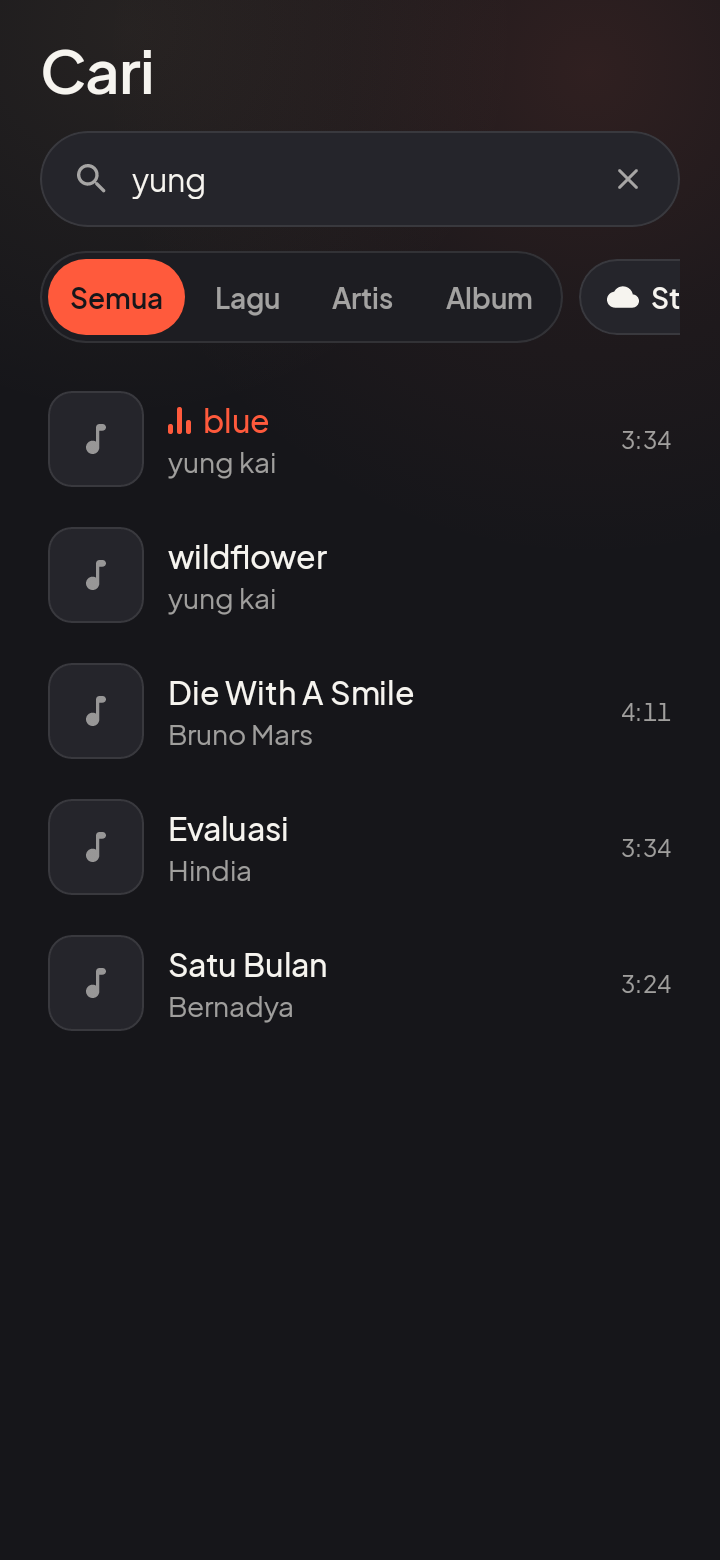 Cari
yung
Semua Lagu Artis Album St
blue
yung kai
3:34
wildflower
yung kai
Die With A Smile
Bruno Mars
4:11
Evaluasi
Hindia
3:34
Satu Bulan
Bernadya
3:24